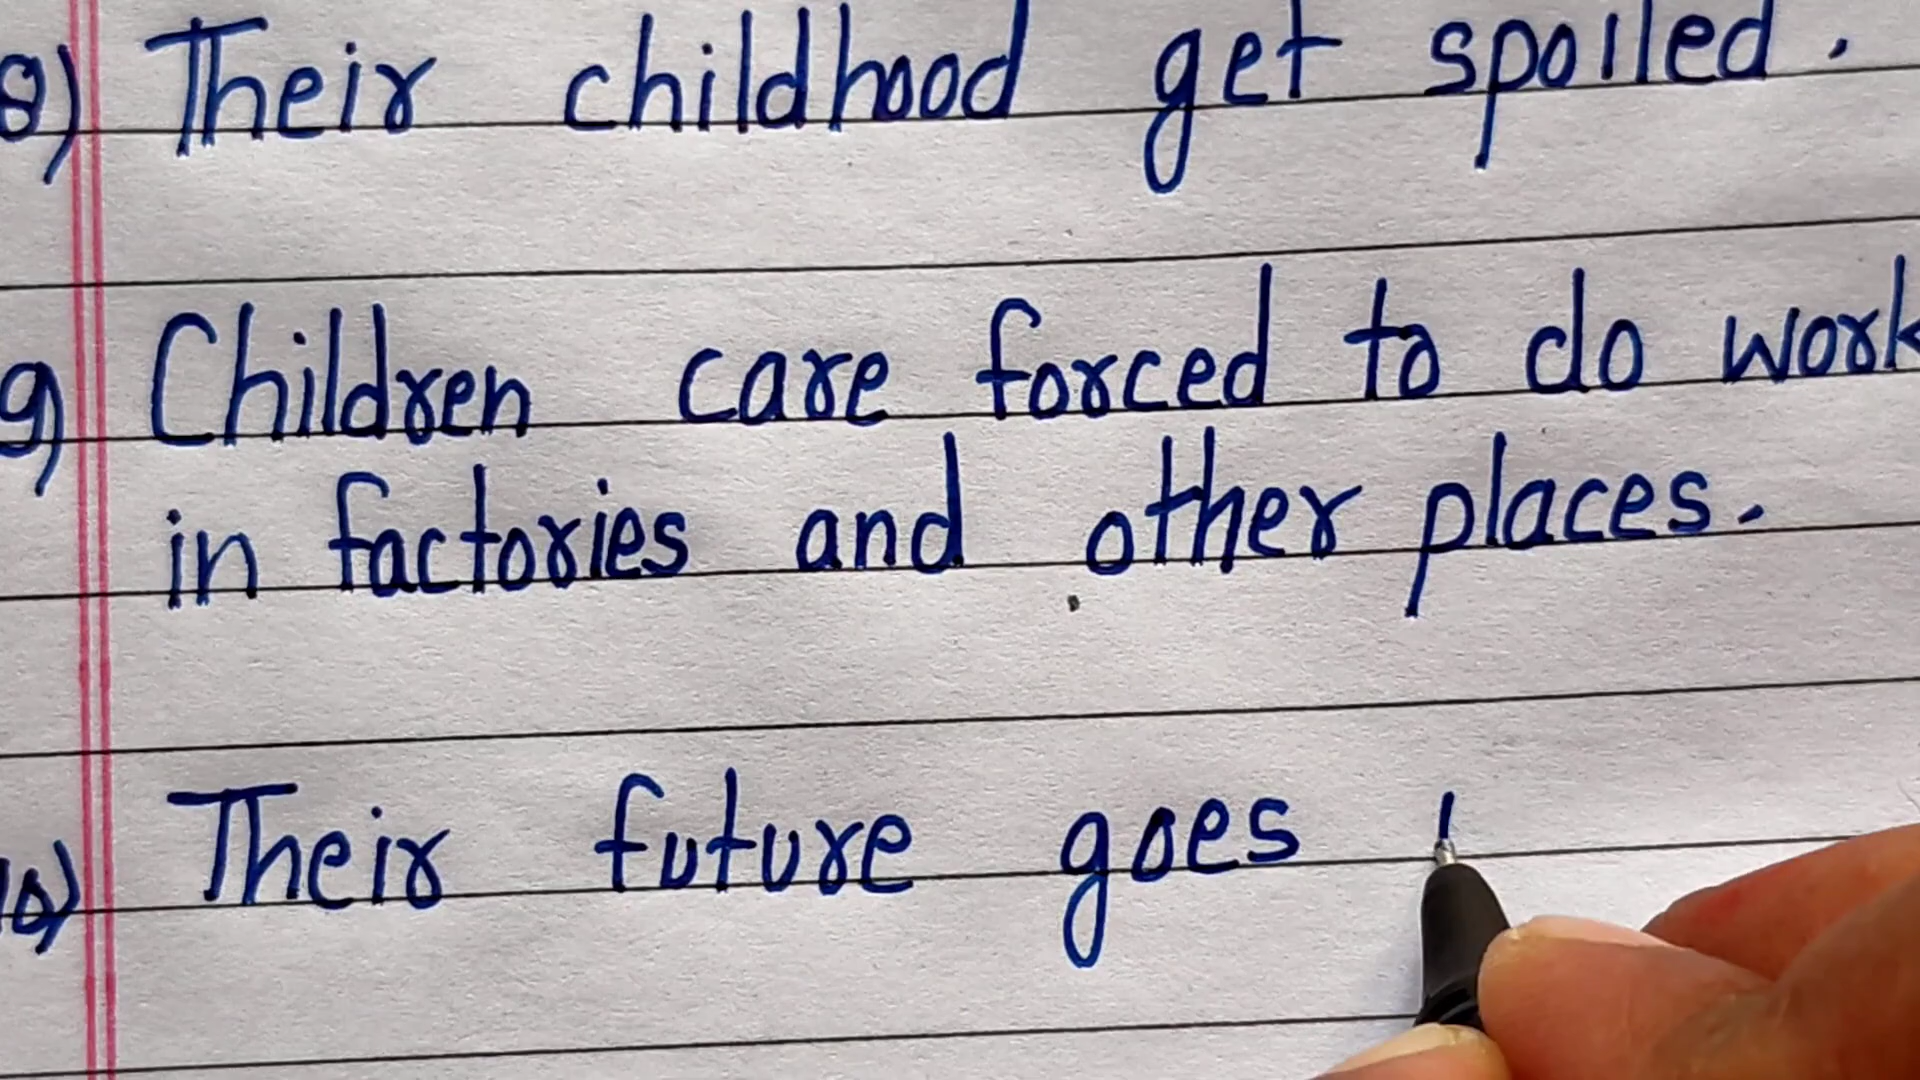 8) Their childhood get spoiled.
9) Children care forced to do work
in factories and other places.
10) Their future goes